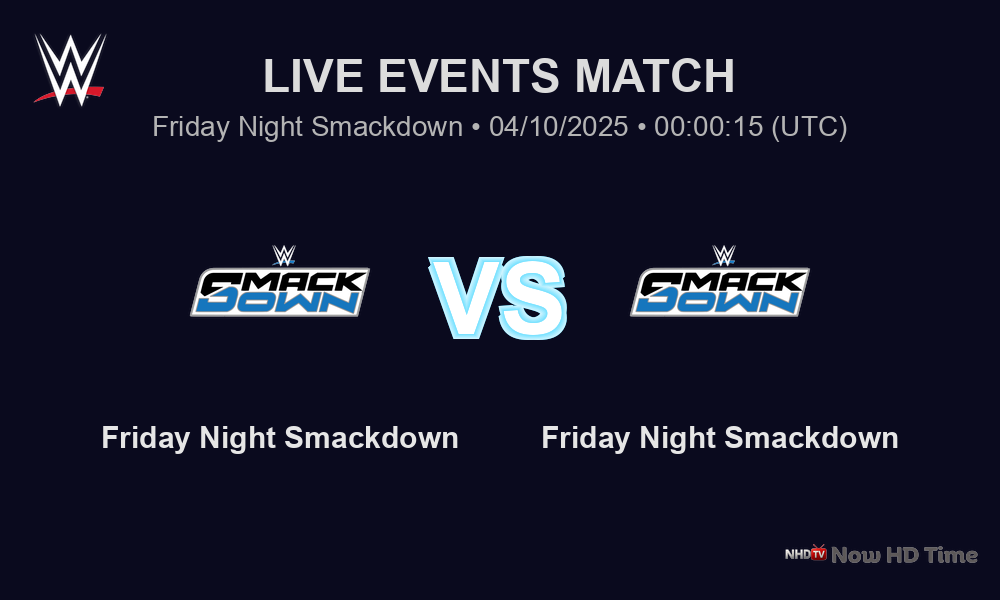 W
LIVE EVENTS MATCH
Friday Night Smackdown • 04/10/2025 • 00:00:15 (UTC)
W
SMACK
DOWN
VS
W
SMACK
DOWN
Friday Night Smackdown
Friday Night Smackdown
NHD TV Now HD Time